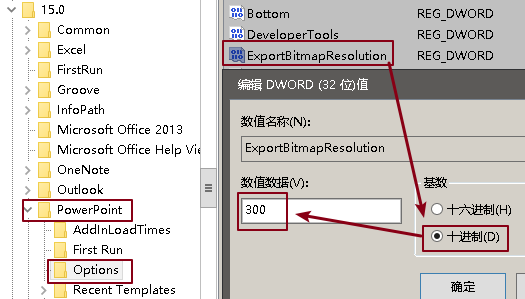 15.0
Common
Excel
FirstRun
Groove
InfoPath
Microsoft Office 2013
Microsoft Office Help Vie
OneNote
Outlook
PowerPoint
AddInLoadTimes
First Run
Options
Recent Templates
Bottom REG_DWORD
DeveloperTools REG_DWORD
ExportBitmapResolution REG_DWORD
编辑 DWORD (32 位)值
数值名称(N):
ExportBitmapResolution
数值数据(V):
300
基数
十六进制(H)
十进制(D)
确定